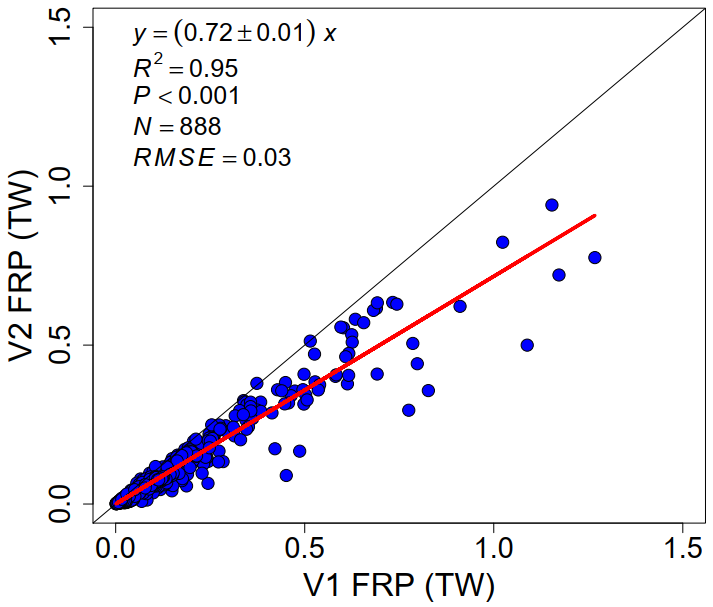 y = (0.72 ± 0.01) x
R² = 0.95
P < 0.001
N = 888
RMSE = 0.03
1.5
1.0
0.5
0.0
V2 FRP (TW)
0.0 0.5 1.0 1.5
V1 FRP (TW)